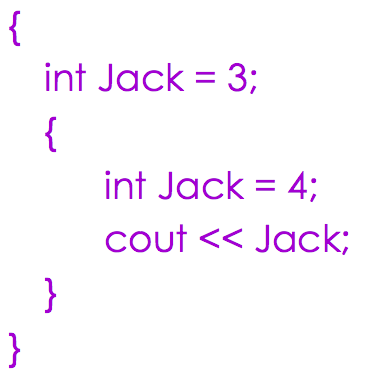 {
int Jack = 3;
{
int Jack = 4;
cout << Jack;
}
}